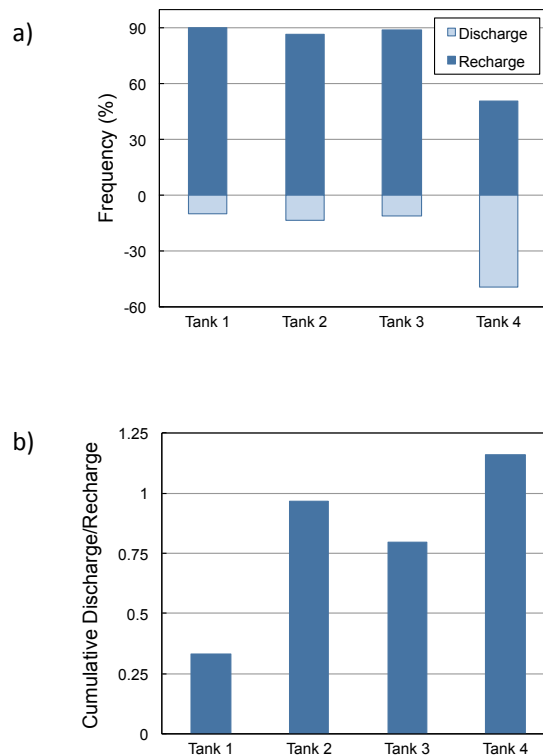 a)
Frequency (%)
90
60
30
0
-30
-60
Discharge
Recharge
Tank 1 Tank 2 Tank 3 Tank 4
b)
Cumulative Discharge/Recharge
1.25
1
0.75
0.5
0.25
0
Tank 1 Tank 2 Tank 3 Tank 4